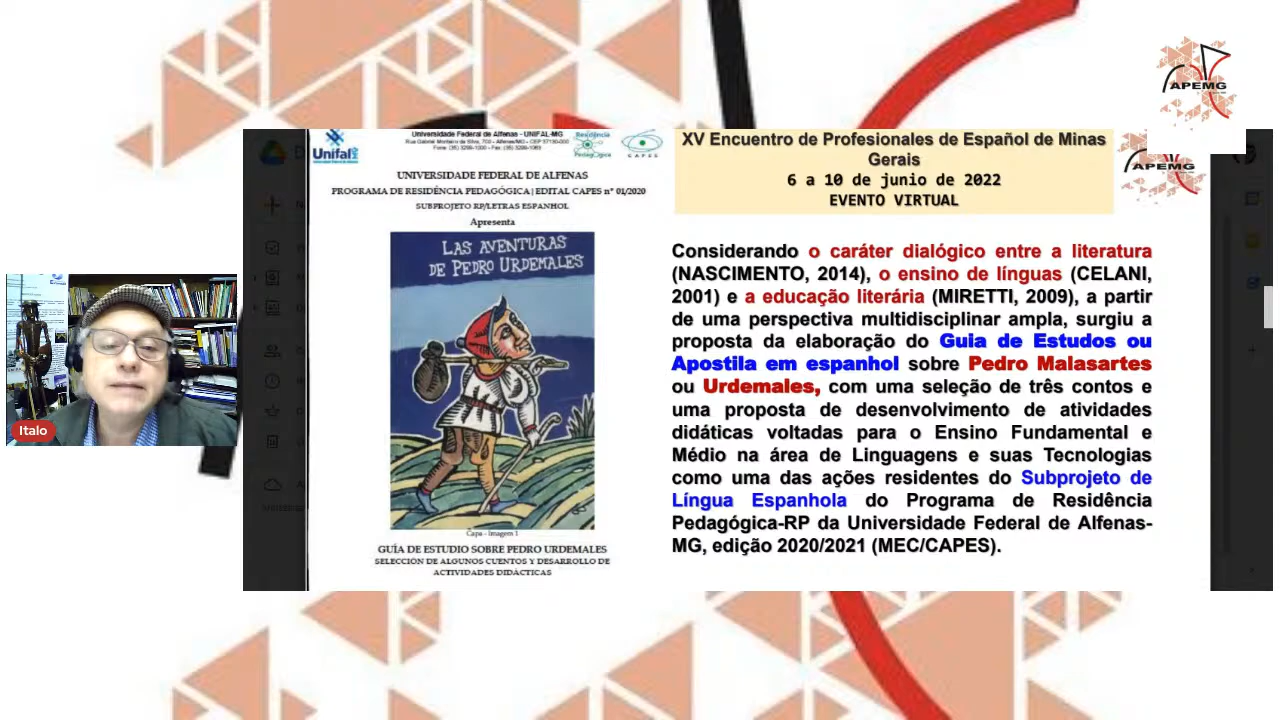 APEMG
Unifal
Universidade Federal de Alfenas - UNIFAL-MG
Residência
Pedagógica
CAPES
UNIVERSIDADE FEDERAL DE ALFENAS
PROGRAMA DE RESIDÊNCIA PEDAGÓGICA | EDITAL CAPES nº 01/2020
SUBPROJETO RP/LETRAS ESPANHOL
Apresenta
LAS AVENTURAS
DE PEDRO URDEMALES
Capa - Imagem 1
GUÍA DE ESTUDIO SOBRE PEDRO URDEMALES
SELECCIÓN DE ALGUNOS CUENTOS Y DESARROLLO DE
ACTIVIDADES DIDÁCTICAS
XV Encuentro de Profesionales de Español de Minas
Gerais
6 a 10 de junio de 2022
EVENTO VIRTUAL
APEMG
Considerando o caráter dialógico entre a literatura
(NASCIMENTO, 2014), o ensino de línguas (CELANI,
2001) e a educação literária (MIRETTI, 2009), a partir
de uma perspectiva multidisciplinar ampla, surgiu a
proposta da elaboração do Guia de Estudos ou
Apostila em espanhol sobre Pedro Malasartes
ou Urdemales, com uma seleção de três contos e
uma proposta de desenvolvimento de atividades
didáticas voltadas para o Ensino Fundamental e
Médio na área de Linguagens e suas Tecnologias
como uma das ações residentes do Subprojeto de
Língua Espanhola do Programa de Residência
Pedagógica-RP da Universidade Federal de Alfenas-
MG, edição 2020/2021 (MEC/CAPES).
Italo